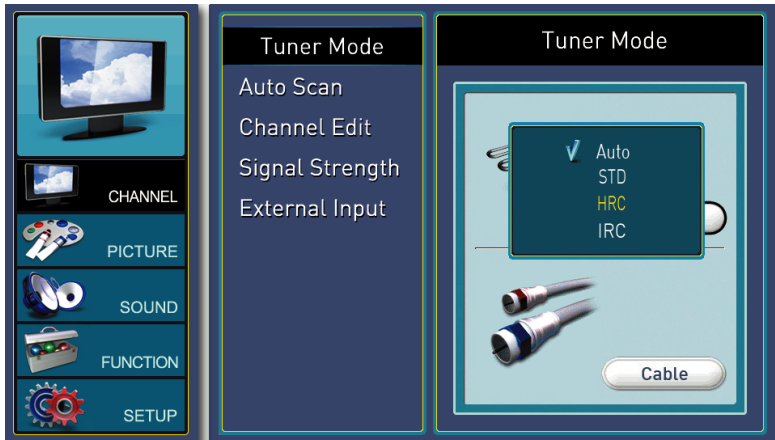 CHANNEL
PICTURE
SOUND
FUNCTION
SETUP
Tuner Mode
Auto Scan
Channel Edit
Signal Strength
External Input
Tuner Mode
Auto
STD
HRC
IRC
Cable